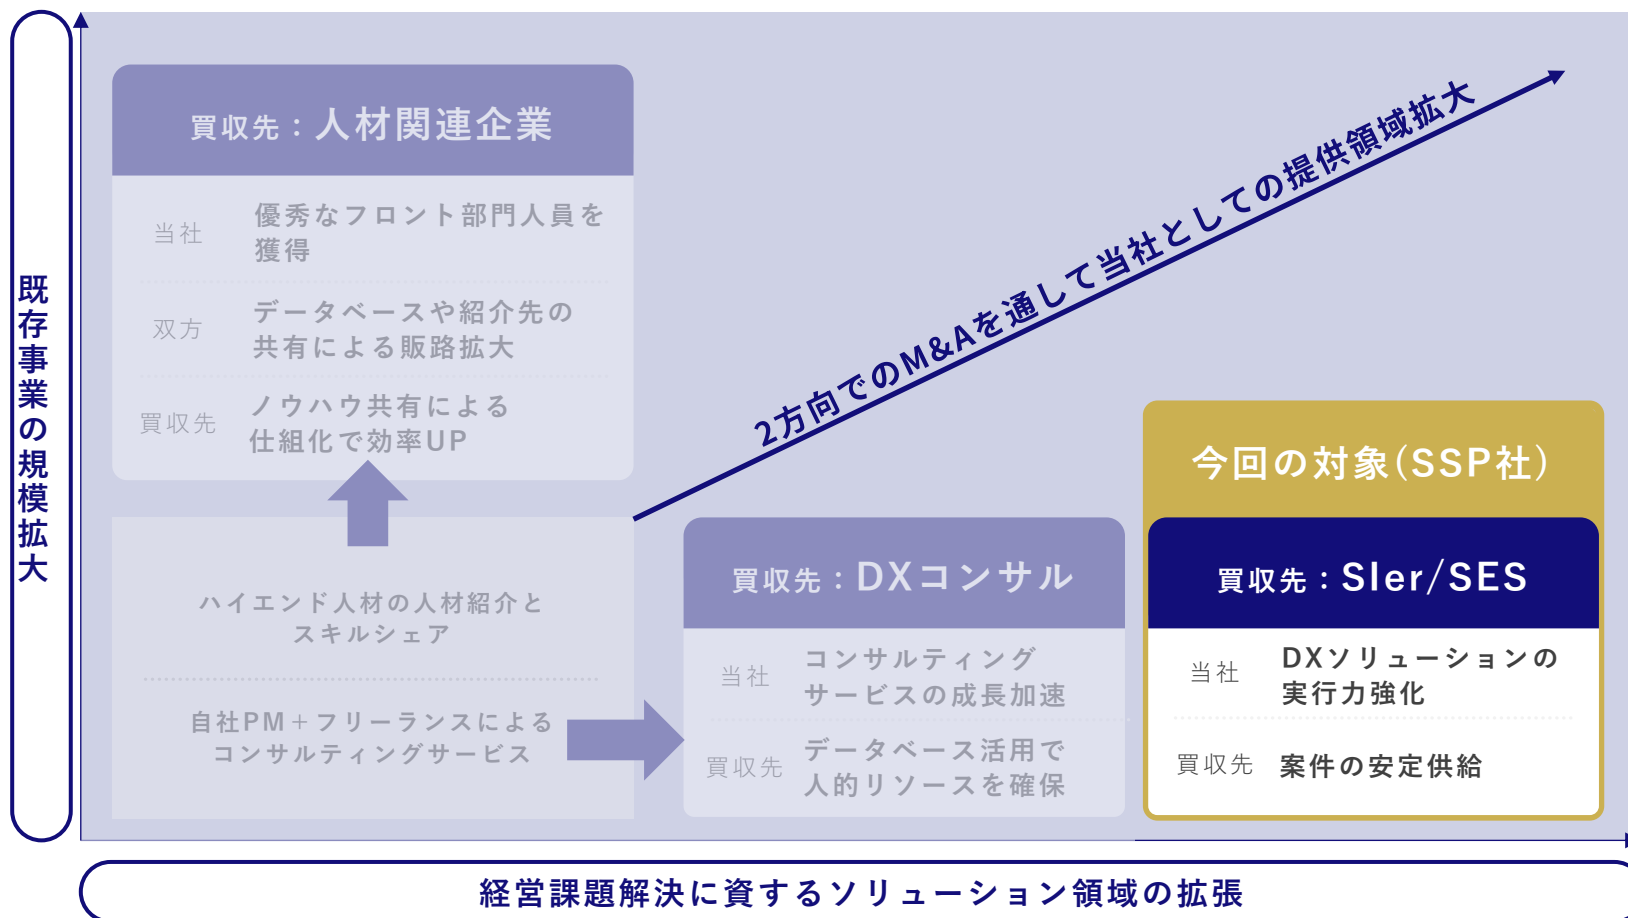 既存事業の規模拡大
買収先：人材関連企業
当社
優秀なフロント部門人員を
獲得
双方
データベースや紹介先の
共有による販路拡大
買収先
ノウハウ共有による
仕組化で効率UP
ハイエンド人材の人材紹介と
スキルシェア
自社PM＋フリーランスによる
コンサルティングサービス
2方向でのM&Aを通して当社としての提供領域拡大
買収先：DXコンサル
当社
コンサルティング
サービスの成長加速
買収先
データベース活用で
人的リソースを確保
今回の対象(SSP社)
買収先：SIer/SES
当社
DXソリューションの
実行力強化
買収先
案件の安定供給
経営課題解決に資するソリューション領域の拡張